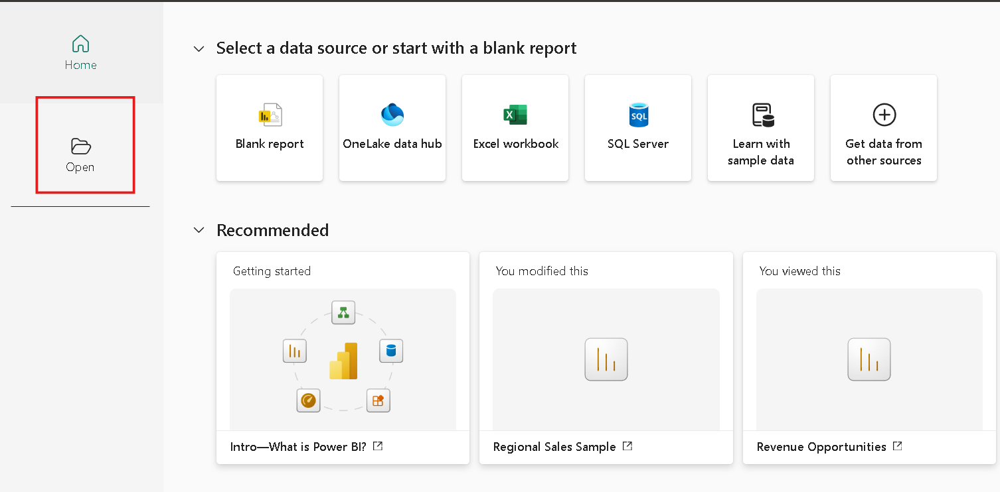 Home
Open
Select a data source or start with a blank report
Blank report
OneLake data hub
Excel workbook
SQL
SQL Server
Learn with
sample data
Get data from
other sources
Recommended
Getting started
Intro—What is Power BI?
You modified this
Regional Sales Sample
You viewed this
Revenue Opportunities